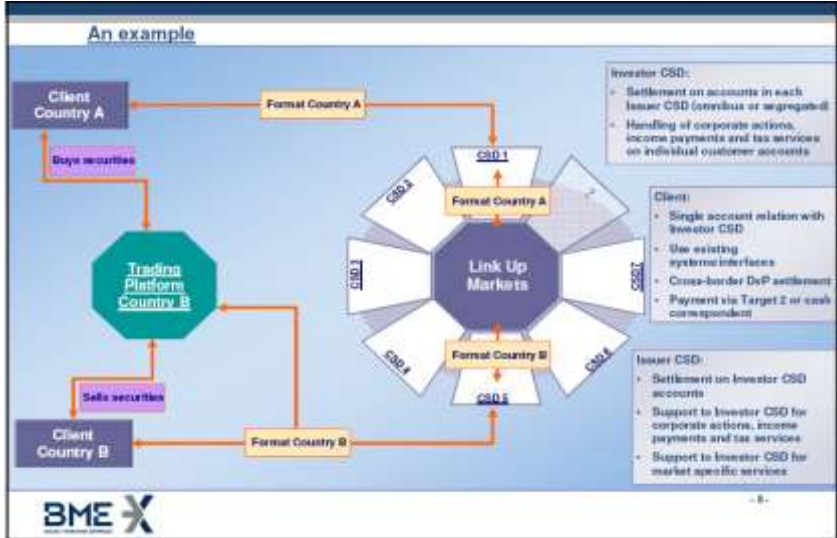 An example
Client
Country A
Format Country A
Buys securities
Trading
Platform
Country B
Sells securities
Client
Country B
Format Country B
CSD 1
CSD 2
Format Country A
CSD 3
Link Up
Markets
CSD7
CSD 4
Format Country B
CSD 6
CSD 5
Investor CSD:
• Settlement on accounts in each
Issuer CSD (omnibus or segregated)
• Handling of corporate actions,
income payments and tax services
on individual customer accounts
Client:
• Single account relation with
Investor CSD
• Use existing
systems/interfaces
• Cross-border DvP settlement
• Payment via Target 2 or cash
correspondent
Issuer CSD:
• Settlement on Investor CSD
accounts
• Support to Investor CSD for
corporate actions, income
payments and tax services
• Support to Investor CSD for
market specific services
BME X
- 8 -